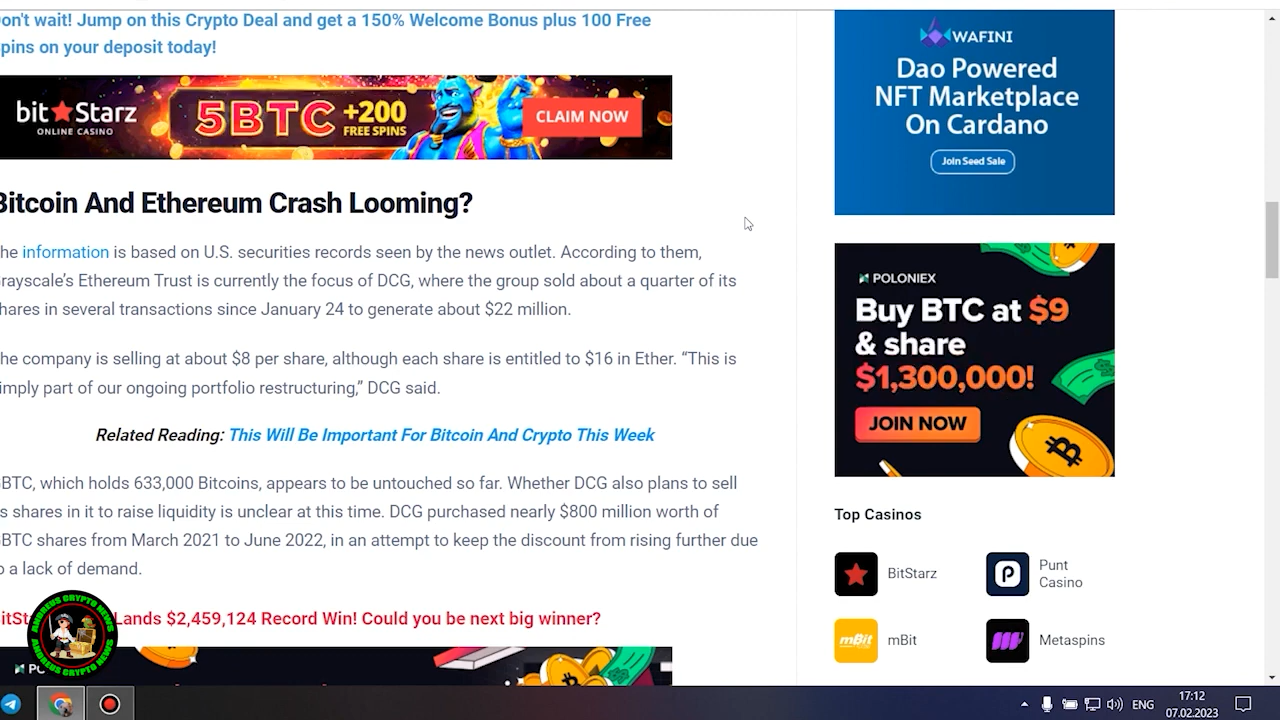 on't wait! Jump on this Crypto Deal and get a 150% Welcome Bonus plus 100 Free
pins on your deposit today!
bit Starz
ONLINE CASINO
5BTC +200
FREE SPINS
CLAIM NOW
Bitcoin And Ethereum Crash Looming?
he information is based on U.S. securities records seen by the news outlet. According to them,
rayscale's Ethereum Trust is currently the focus of DCG, where the group sold about a quarter of its
hares in several transactions since January 24 to generate about $22 million.
he company is selling at about $8 per share, although each share is entitled to $16 in Ether. “This is
imply part of our ongoing portfolio restructuring,” DCG said.
Related Reading: This Will Be Important For Bitcoin And Crypto This Week
BTC, which holds 633,000 Bitcoins, appears to be untouched so far. Whether DCG also plans to sell
s shares in it to raise liquidity is unclear at this time. DCG purchased nearly $800 million worth of
BTC shares from March 2021 to June 2022, in an attempt to keep the discount from rising further due
o a lack of demand.
itSt Lands $2,459,124 Record Win! Could you be next big winner?
PO
WAFINI
Dao Powered
NFT Marketplace
On Cardano
Join Seed Sale
POLONIEX
Buy BTC at $9
& share
$1,300,000!
JOIN NOW
Top Casinos
BitStarz
Punt
Casino
mBit
mBit
Metaspins
ANDREUS CRYPTO NEWS
ANDREUS CRYPTO NEWS
ENG
17:12
07.02.2023